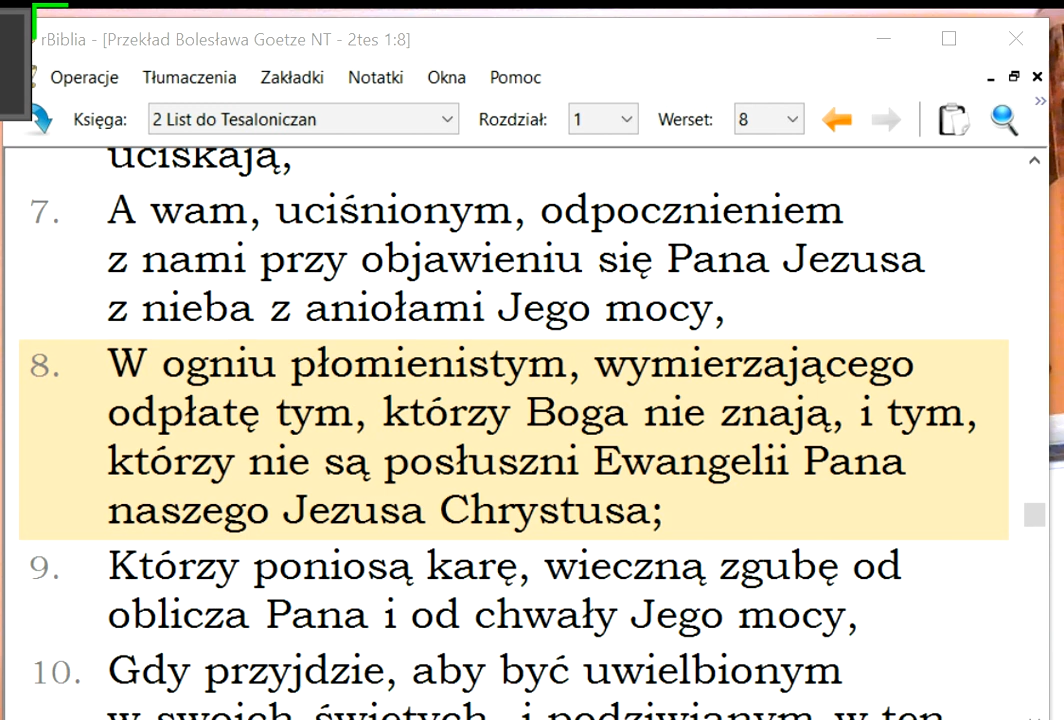 rBiblia - [Przekład Bolesława Goetze NT - 2tes 1:8]
Operacje Tłumaczenia Zakładki Notatki Okna Pomoc
Księga: 2 List do Tesaloniczan Rozdział: 1 Werset: 8
uciskają,
7. A wam, uciśnionym, odpocznieniem
z nami przy objawieniu się Pana Jezusa
z nieba z aniołami Jego mocy,
8. W ogniu płomienistym, wymierzającego
odpłatę tym, którzy Boga nie znają, i tym,
którzy nie są posłuszni Ewangelii Pana
naszego Jezusa Chrystusa;
9. Którzy poniosą karę, wieczną zgubę od
oblicza Pana i od chwały Jego mocy,
10. Gdy przyjdzie, aby być uwielbionym
w swoich świętych, i podziwianym w ten